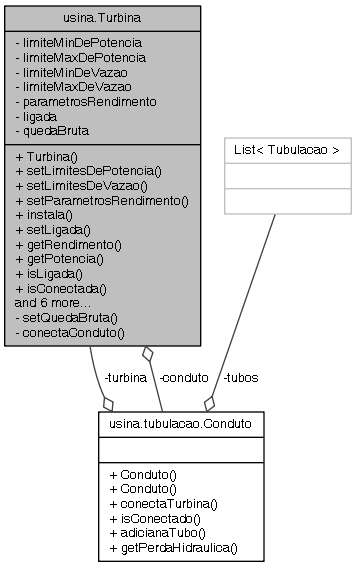 usina.Turbina
- limiteMinDePotencia
- limiteMaxDePotencia
- limiteMinDeVazao
- limiteMaxDeVazao
- parametrosRendimento
- ligada
- quedaBruta
+ Turbina()
+ setLimitesDePotencia()
+ setLimitesDeVazao()
+ setParametrosRendimento()
+ instala()
+ setLigada()
+ getRendimento()
+ getPotencia()
+ isLigada()
+ isConectada()
and 6 more...
- setQuedaBruta()
- conectaConduto()
List< Tubulacao >
-turbina
-conduto
-tubos
usina.tubulacao.Conduto
+ Conduto()
+ Conduto()
+ conectaTurbina()
+ isConectado()
+ adicianaTubo()
+ getPerdaHidraulica()